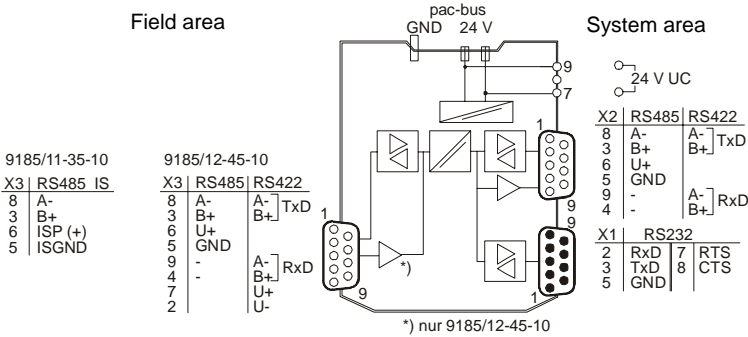 Field area
pac-bus
GND 24 V
System area
9
7
24 V UC
1
9
X2 RS485 RS422
8 A- A- TxD
3 B+ B+
6 U+
5 GND
9 - A- RxD
4 - B+
9185/11-35-10
X3 RS485 IS
8 A-
3 B+
6 ISP (+)
5 ISGND
9185/12-45-10
X3 RS485 RS422
8 A- A- TxD
3 B+ B+
6 U+
5 GND
9 - A- RxD
4 - B+
7 U+
2 U-
1
9
*)
9
1
X1 RS232
2 RxD 7 RTS
3 TxD 8 CTS
5 GND
*) nur 9185/12-45-10